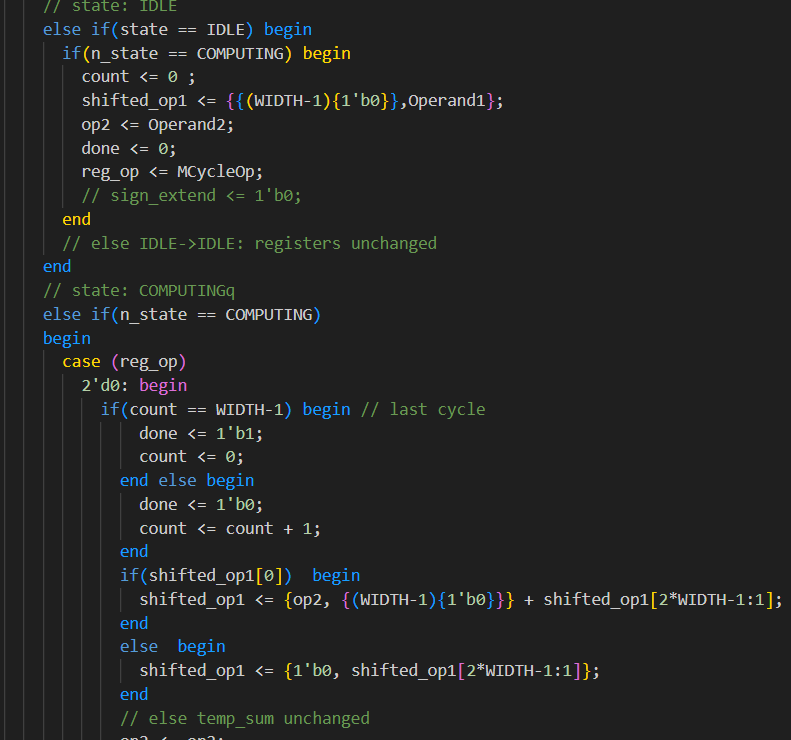 // state: IDLE
else if(state == IDLE) begin
if(n_state == COMPUTING) begin
count <= 0 ;
shifted_op1 <= {{(WIDTH-1){1'b0}},Operand1};
op2 <= Operand2;
done <= 0;
reg_op <= MCycleOp;
// sign_extend <= 1'b0;
end
// else IDLE->IDLE: registers unchanged
end
// state: COMPUTINGq
else if(n_state == COMPUTING)
begin
case (reg_op)
2'd0: begin
if(count == WIDTH-1) begin // last cycle
done <= 1'b1;
count <= 0;
end else begin
done <= 1'b0;
count <= count + 1;
end
if(shifted_op1[0])  begin
shifted_op1 <= {op2, {(WIDTH-1){1'b0}}} + shifted_op1[2*WIDTH-1:1];
end
else  begin
shifted_op1 <= {1'b0, shifted_op1[2*WIDTH-1:1]};
end
// else temp_sum unchanged